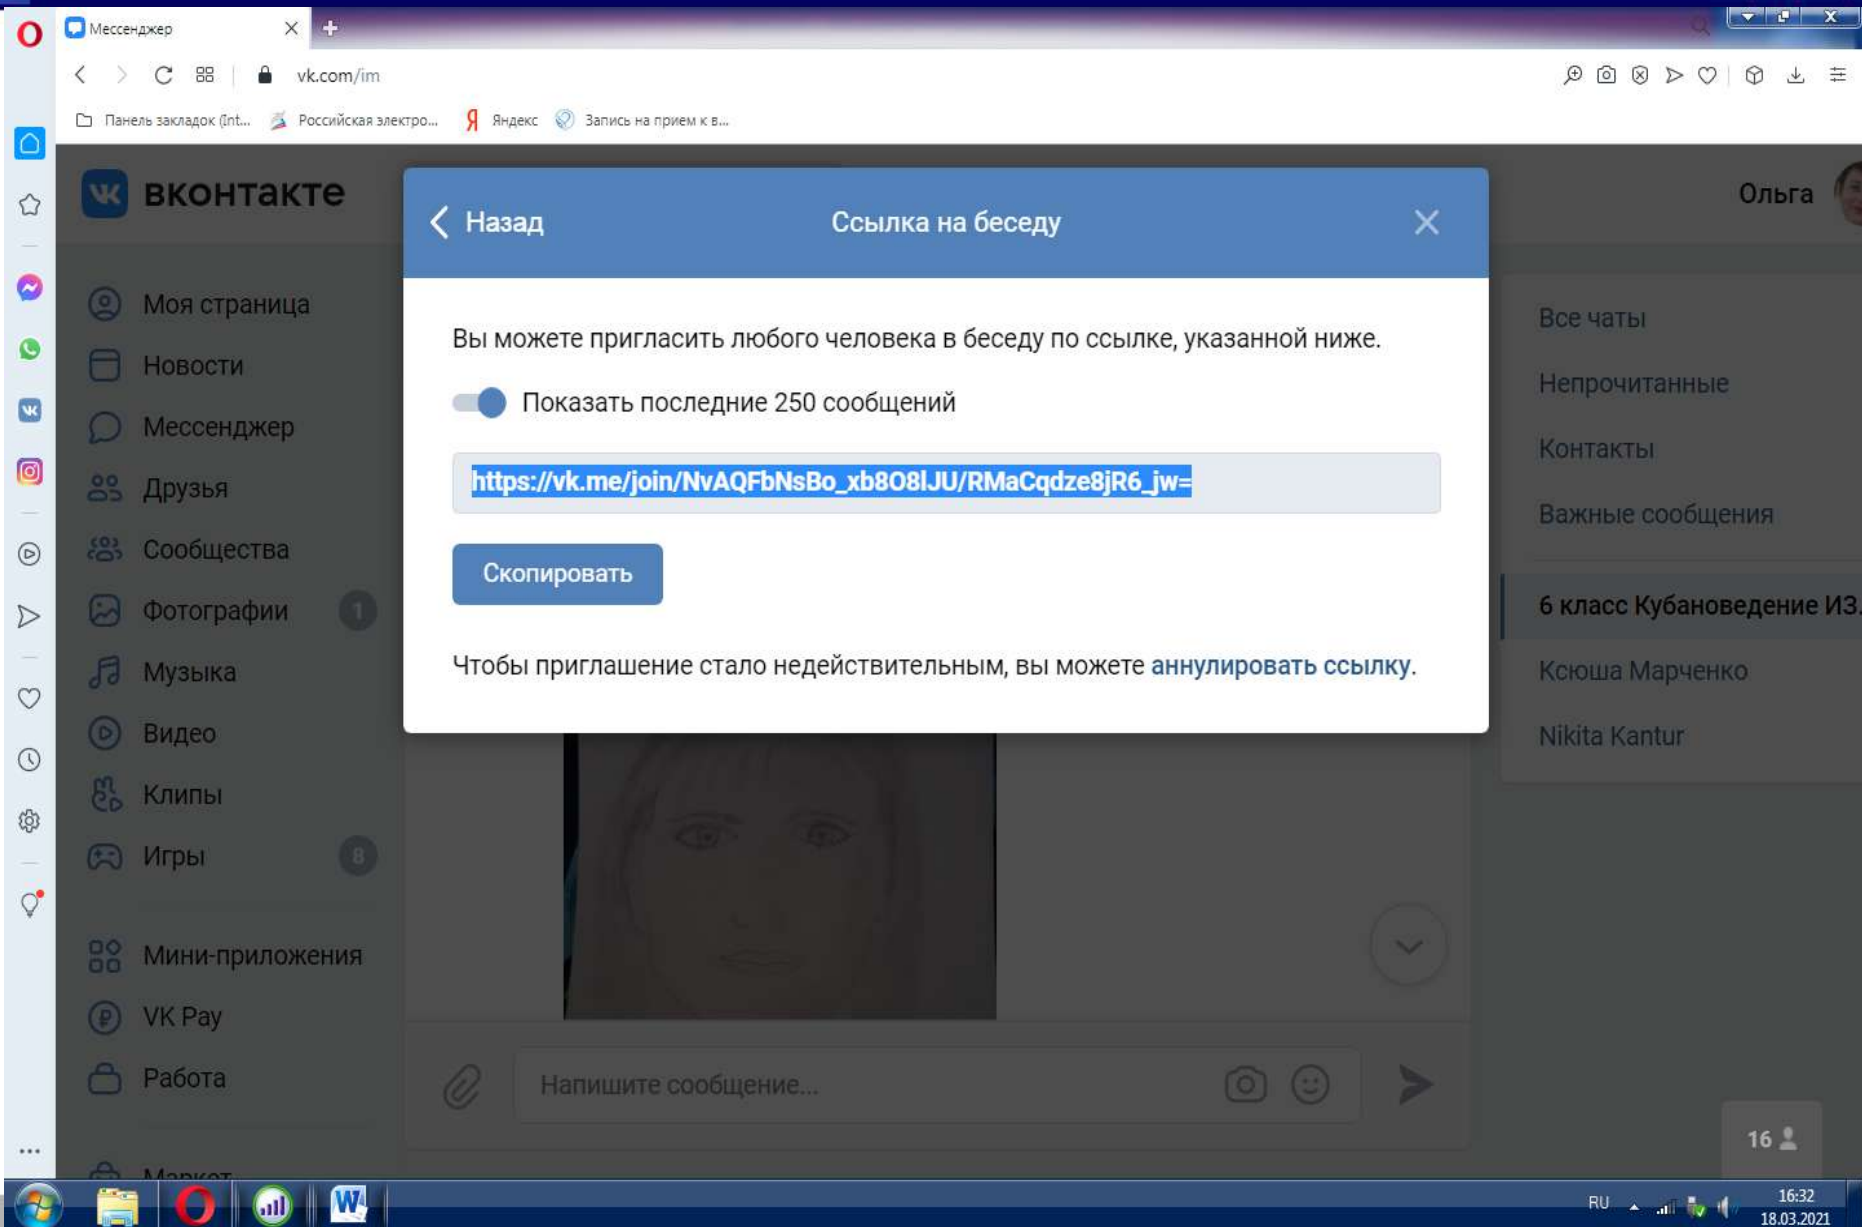 Мессенджер
vk.com/im
Панель закладок (Int...
Российская электро...
Яндекс
Запись на прием к в...
вконтакте
Ольга
Назад
Ссылка на беседу
Вы можете пригласить любого человека в беседу по ссылке, указанной ниже.
Показать последние 250 сообщений
https://vk.me/join/NvAQFbNsBo_xb8O8lJU/RMaCqdze8jR6_jw=
Скопировать
Чтобы приглашение стало недействительным, вы можете аннулировать ссылку.
Моя страница
Новости
Мессенджер
Друзья
Сообщества
Фотографии 1
Музыка
Видео
Клипы
Игры 8
Мини-приложения
VK Pay
Работа
Маркет
Все чаты
Непрочитанные
Контакты
Важные сообщения
6 класс Кубановедение ИЗ.
Ксюша Марченко
Nikita Kantur
Напишите сообщение...
16
RU
16:32
18.03.2021